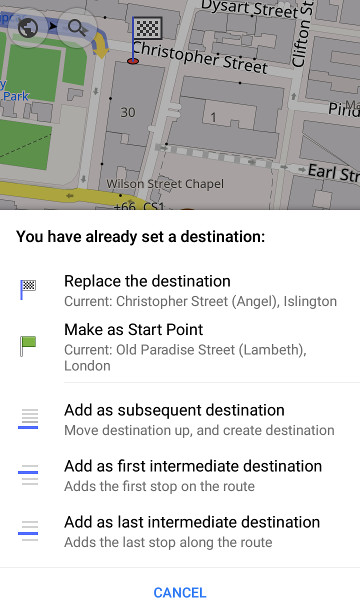 Dysart Street
Clifton St
Christopher Street
Park
30
1
Pind
Earl Str
Wilson Street Chapel
CS1
You have already set a destination:
Replace the destination
Current: Christopher Street (Angel), Islington
Make as Start Point
Current: Old Paradise Street (Lambeth),
London
Add as subsequent destination
Move destination up, and create destination
Add as first intermediate destination
Adds the first stop on the route
Add as last intermediate destination
Adds the last stop along the route
CANCEL